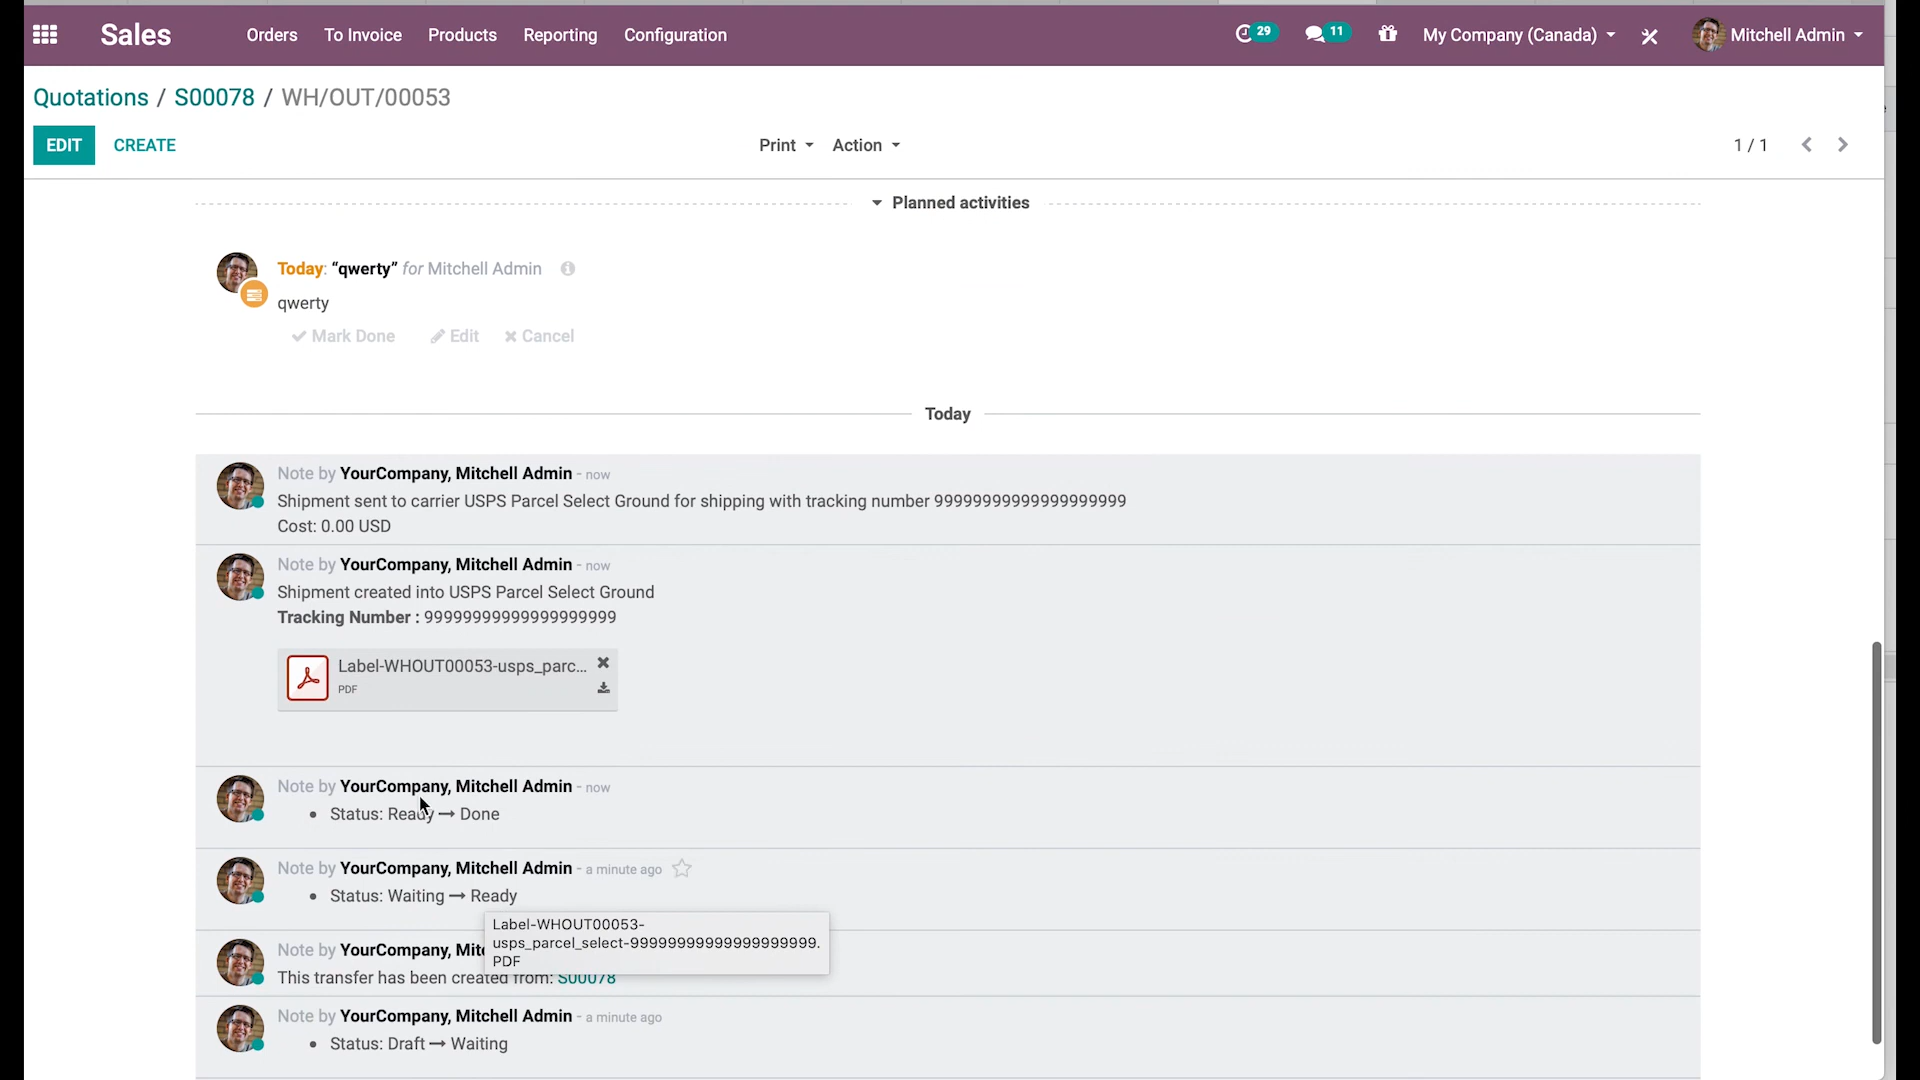 Sales Orders To Invoice Products Reporting Configuration 29 11 My Company (Canada) Mitchell Admin
Quotations / S00078 / WH/OUT/00053
EDIT CREATE Print Action 1 / 1
Planned activities
Today: “qwerty” for Mitchell Admin
qwerty
Mark Done Edit Cancel
Today
Note by YourCompany, Mitchell Admin - now
Shipment sent to carrier USPS Parcel Select Ground for shipping with tracking number 99999999999999999999
Cost: 0.00 USD
Note by YourCompany, Mitchell Admin - now
Shipment created into USPS Parcel Select Ground
Tracking Number : 99999999999999999999
Label-WHOUT00053-usps_parc...
PDF
Note by YourCompany, Mitchell Admin - now
• Status: Ready → Done
Note by YourCompany, Mitchell Admin - a minute ago
• Status: Waiting → Ready
Label-WHOUT00053-
usps_parcel_select-99999999999999999999.
PDF
Note by YourCompany, Mit
This transfer has been created from: S00078
Note by YourCompany, Mitchell Admin - a minute ago
• Status: Draft → Waiting